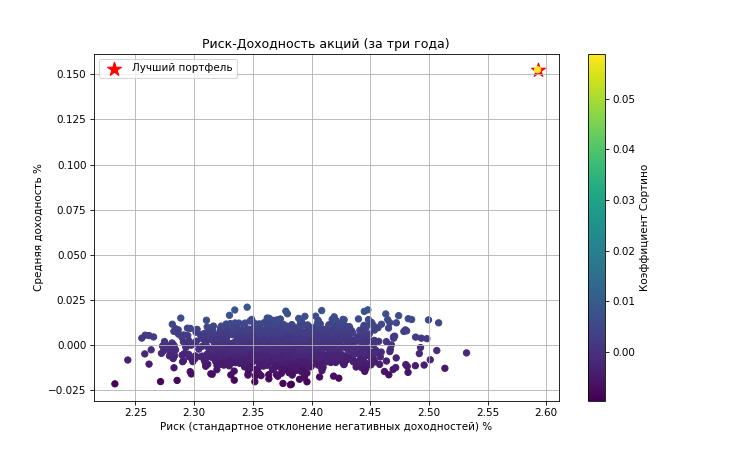 Риск-Доходность акций (за три года)
Лучший портфель
Средняя доходность %
0.150
0.125
0.100
0.075
0.050
0.025
0.000
−0.025
2.25 2.30 2.35 2.40 2.45 2.50 2.55 2.60
Риск (стандартное отклонение негативных доходностей) %
0.05
0.04
0.03
0.02
0.01
0.00
Коэффициент Сортино